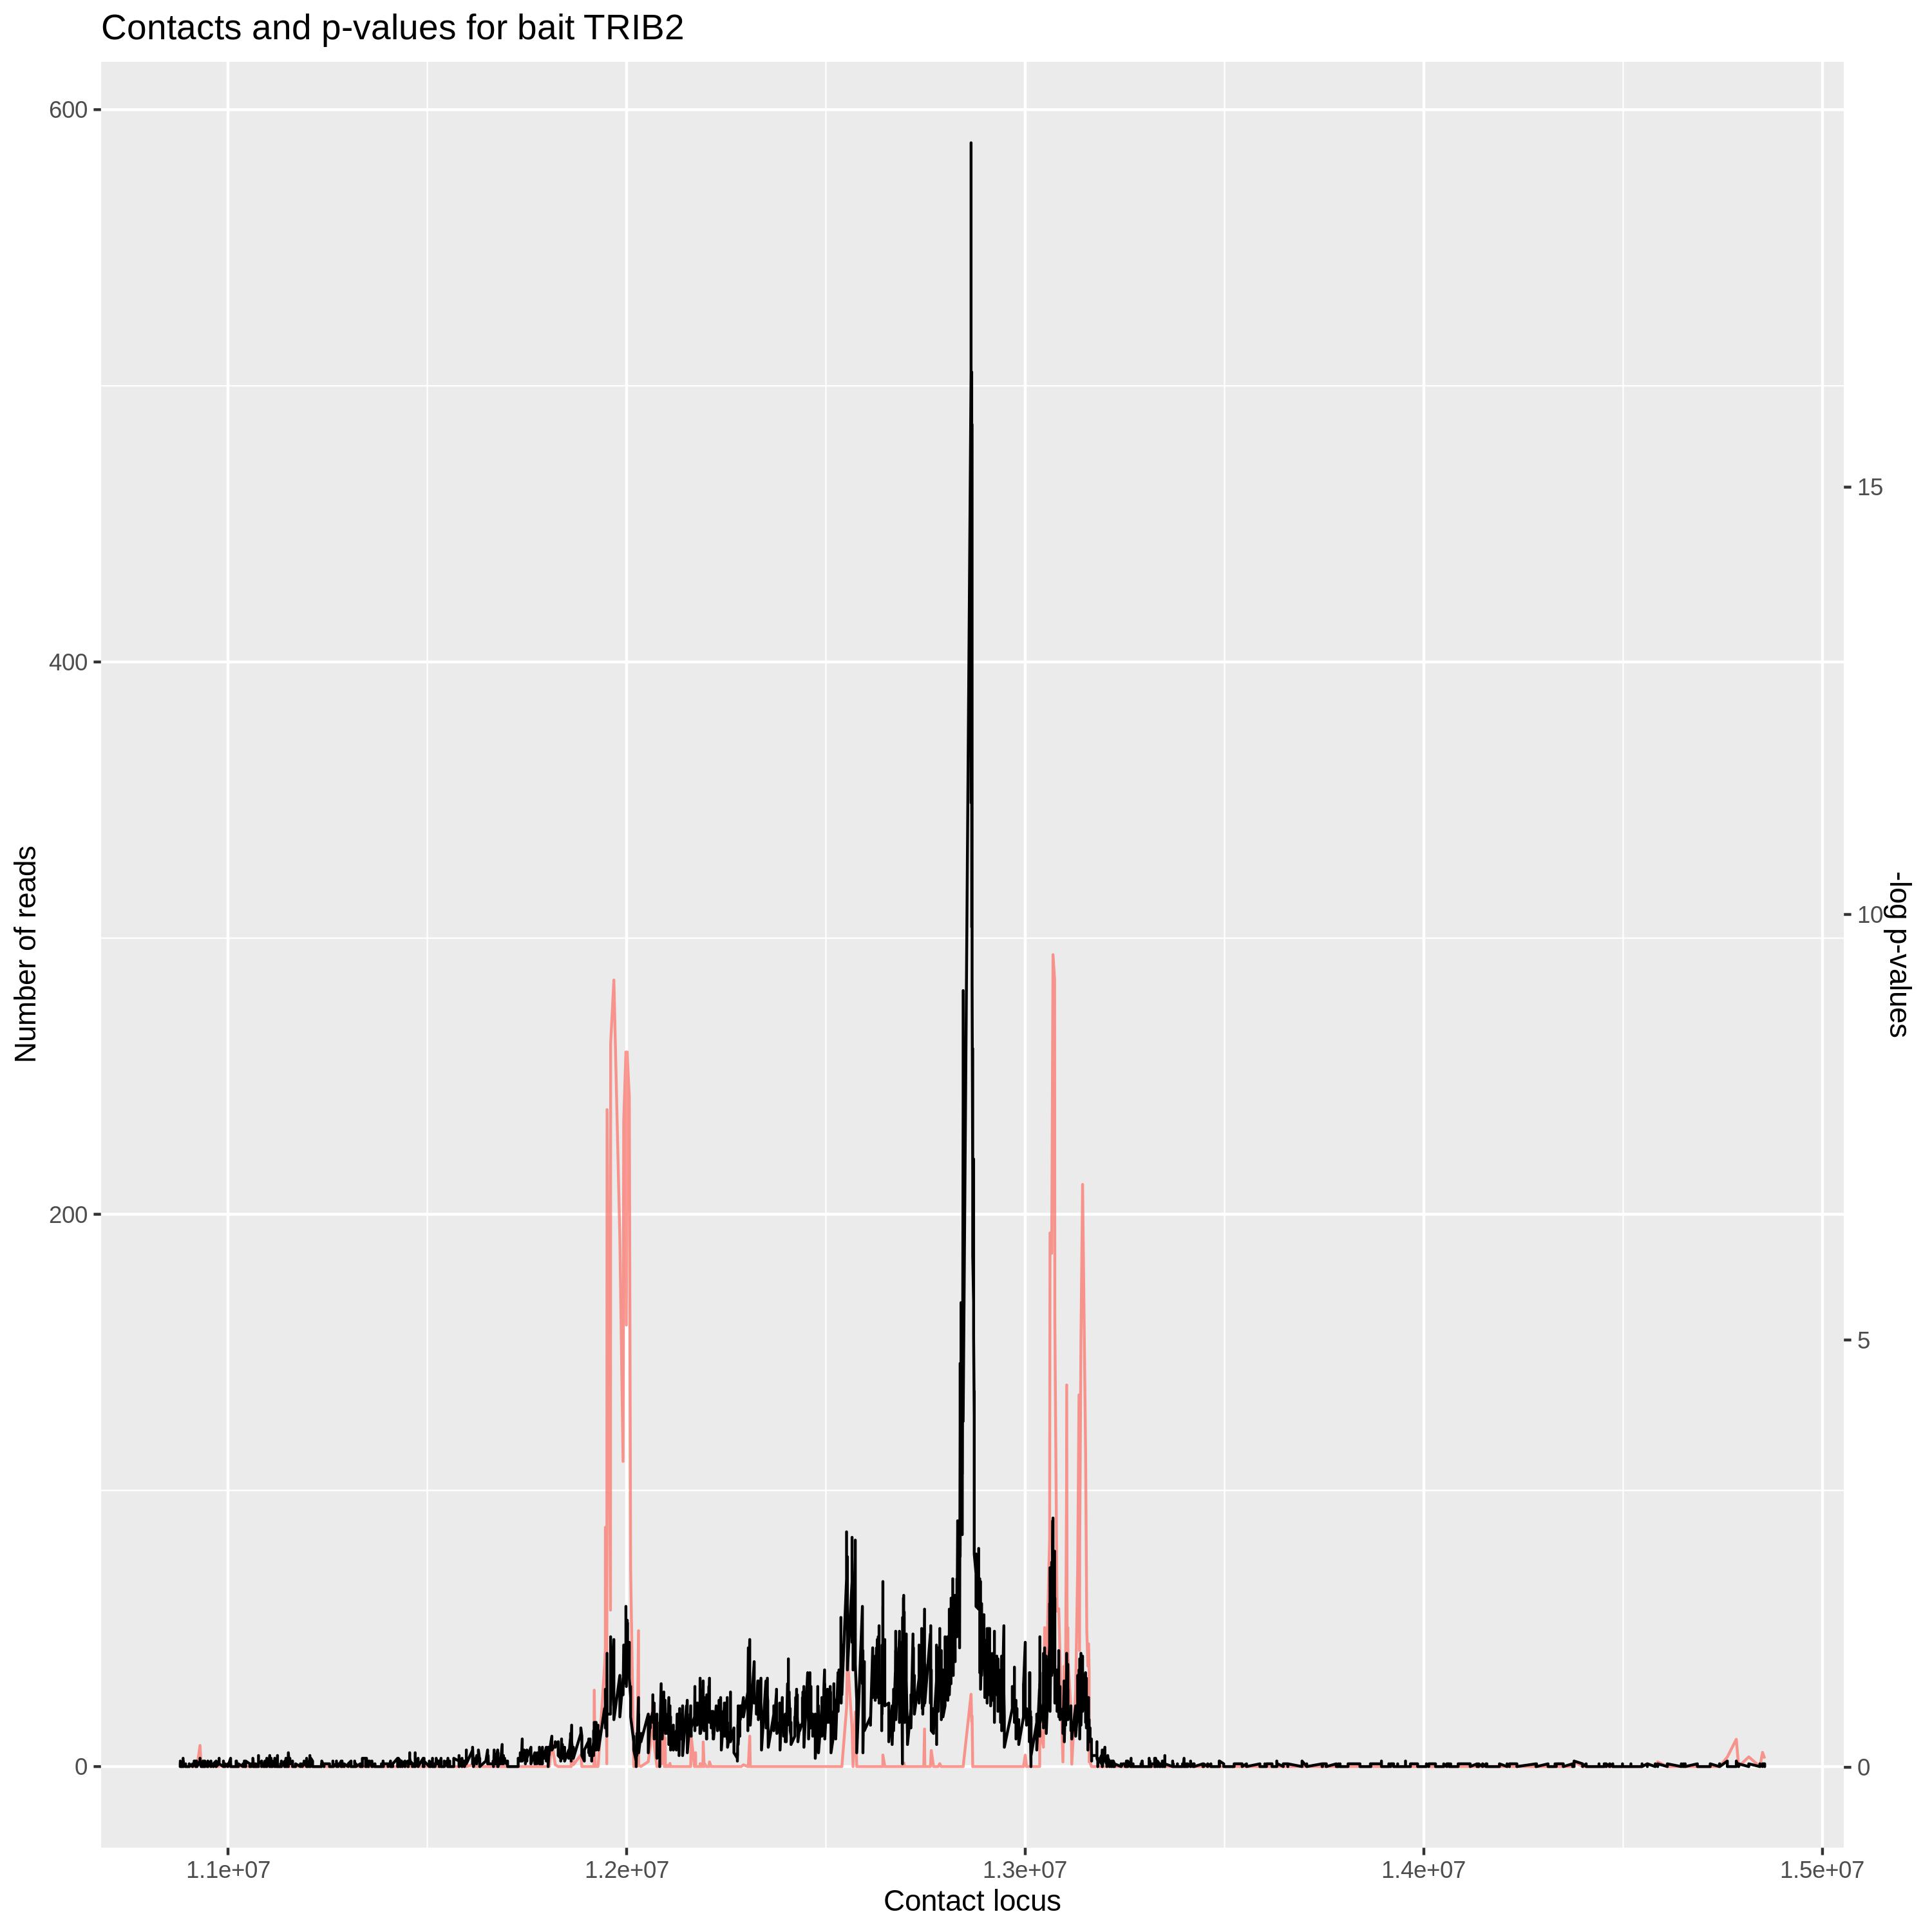 Contacts and p-values for bait TRIB2
600
400
200
0
Number of reads
15
10
5
0
-log p-values
1.1e+07 1.2e+07 1.3e+07 1.4e+07 1.5e+07
Contact locus